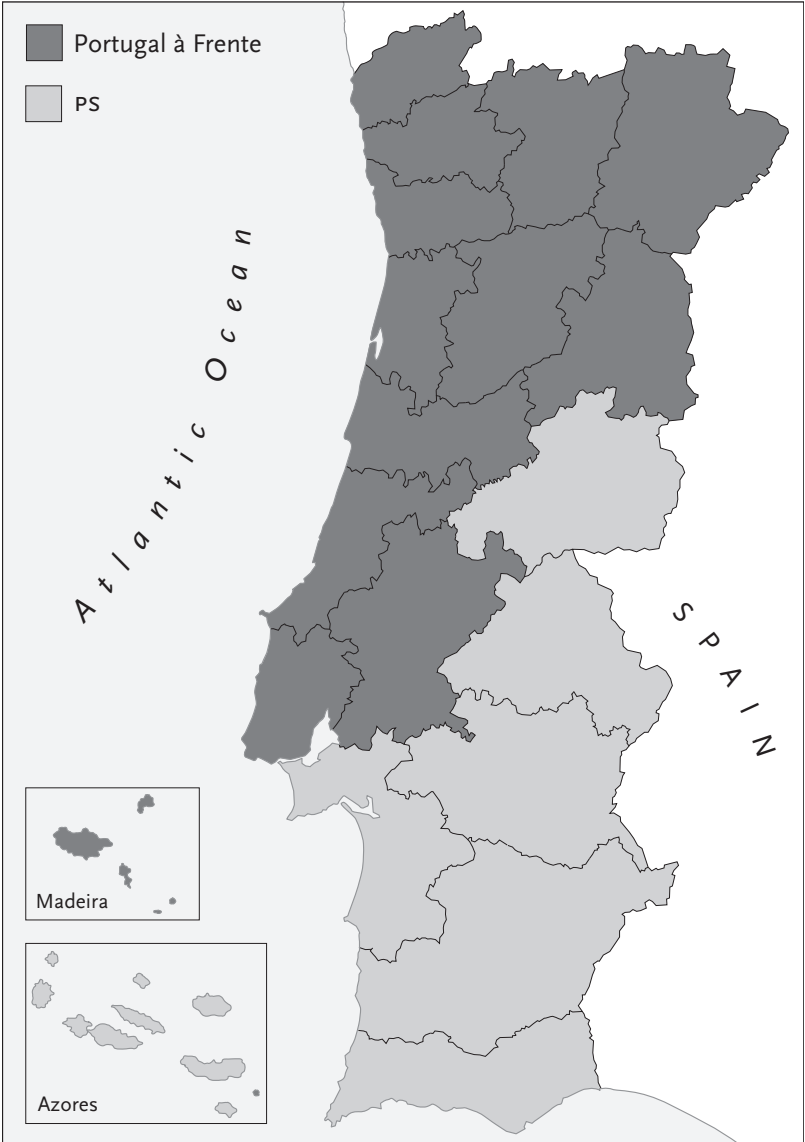 Portugal à Frente
PS
Atlantic Ocean
SPAIN
Madeira
Azores